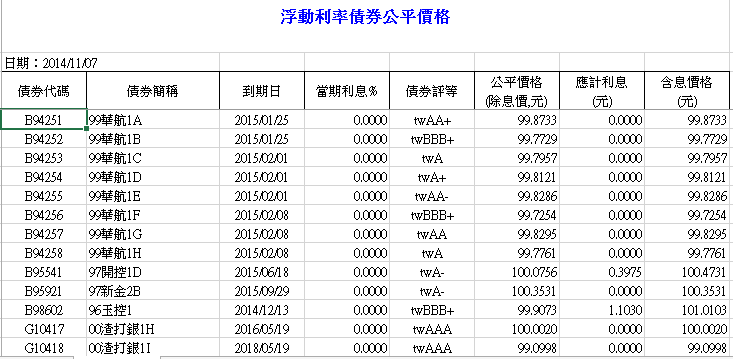 浮動利率債券公平價格
日期：2014/11/07
債券代碼 債券簡稱 到期日 當期利息% 債券評等 公平價格 (除息價,元) 應計利息 (元) 含息價格 (元)
B94251 99華航1A 2015/01/25 0.0000 twAA+ 99.8733 0.0000 99.8733
B94252 99華航1B 2015/01/25 0.0000 twBBB+ 99.7729 0.0000 99.7729
B94253 99華航1C 2015/02/01 0.0000 twA 99.7957 0.0000 99.7957
B94254 99華航1D 2015/02/01 0.0000 twA+ 99.8121 0.0000 99.8121
B94255 99華航1E 2015/02/01 0.0000 twAA- 99.8286 0.0000 99.8286
B94256 99華航1F 2015/02/08 0.0000 twBBB+ 99.7254 0.0000 99.7254
B94257 99華航1G 2015/02/08 0.0000 twAA 99.8295 0.0000 99.8295
B94258 99華航1H 2015/02/08 0.0000 twA 99.7761 0.0000 99.7761
B95541 97開控1D 2015/06/18 0.0000 twA- 100.0756 0.3975 100.4731
B95921 97新金2B 2015/09/29 0.0000 twA- 100.3531 0.0000 100.3531
B98602 96玉控1 2014/12/13 0.0000 twBBB+ 99.9073 1.1030 101.0103
G10417 00渣打銀1H 2016/05/19 0.0000 twAAA 100.0020 0.0000 100.0020
G10418 00渣打銀1I 2018/05/19 0.0000 twAAA 99.0998 0.0000 99.0998